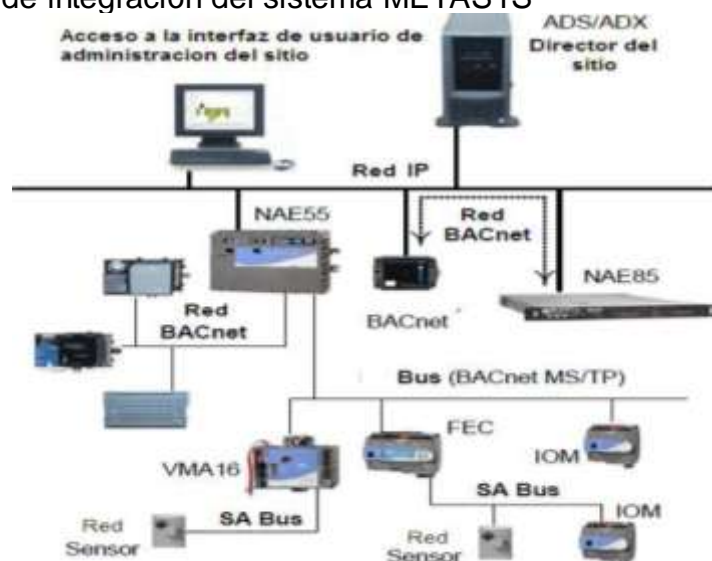 de integración del sistema METASYS
Acceso a la interfaz de usuario de
administracion del sitio
ADS/ADX
Director del
sitio
Red IP
NAE55
Red
BACnet
NAE85
Red
BACnet
BACnet
Bus (BACnet MS/TP)
FEC
VMA16
IOM
SA Bus
SA Bus
IOM
Red
Sensor
Red
Sensor